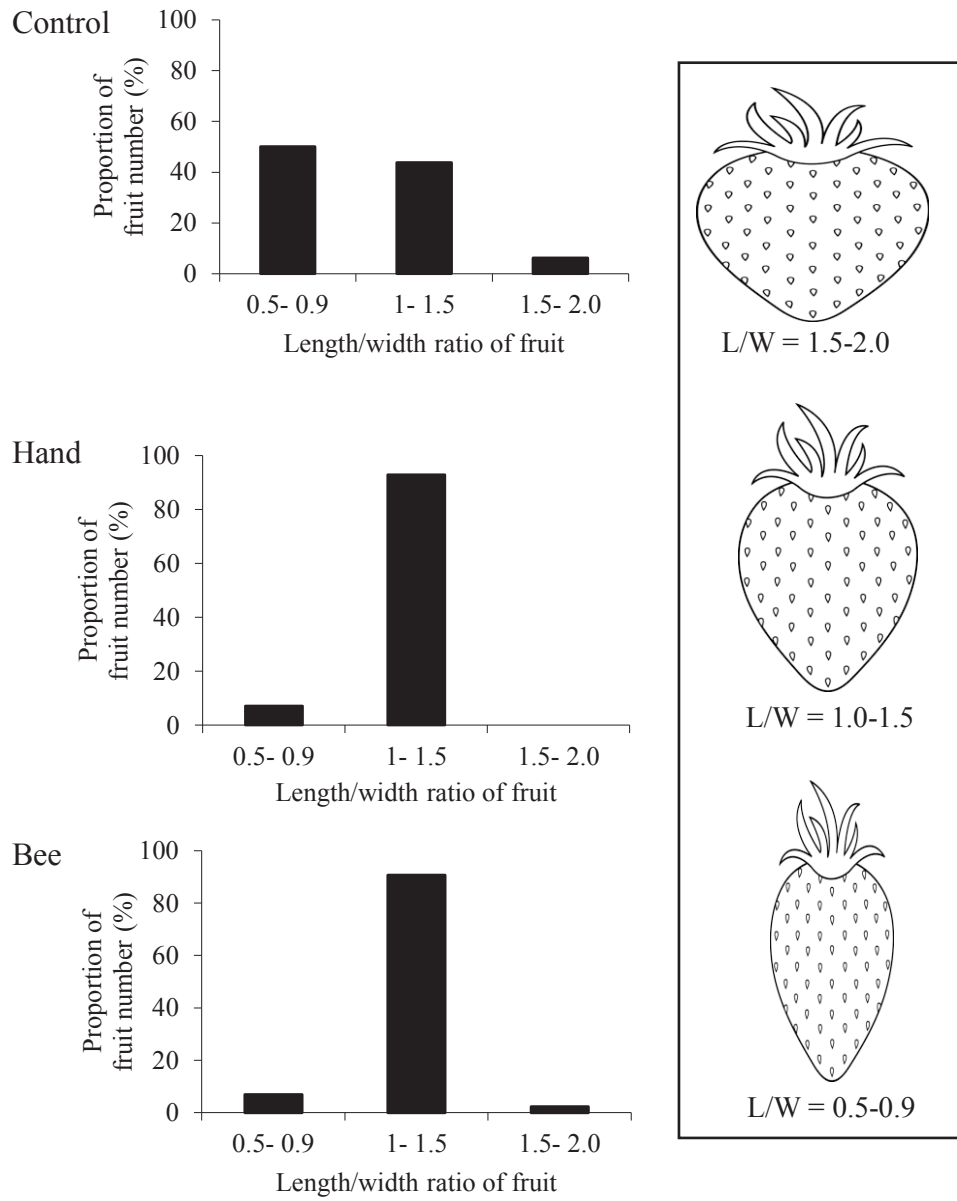 Control
Proportion of
fruit number (%)
100
80
60
40
20
0
0.5- 0.9 1- 1.5 1.5- 2.0
Length/width ratio of fruit
Hand
Proportion of
fruit number (%)
100
80
60
40
20
0
0.5- 0.9 1- 1.5 1.5- 2.0
Length/width ratio of fruit
Bee
Proportion of
fruit number (%)
100
80
60
40
20
0
0.5- 0.9 1- 1.5 1.5- 2.0
Length/width ratio of fruit
L/W = 1.5-2.0
L/W = 1.0-1.5
L/W = 0.5-0.9